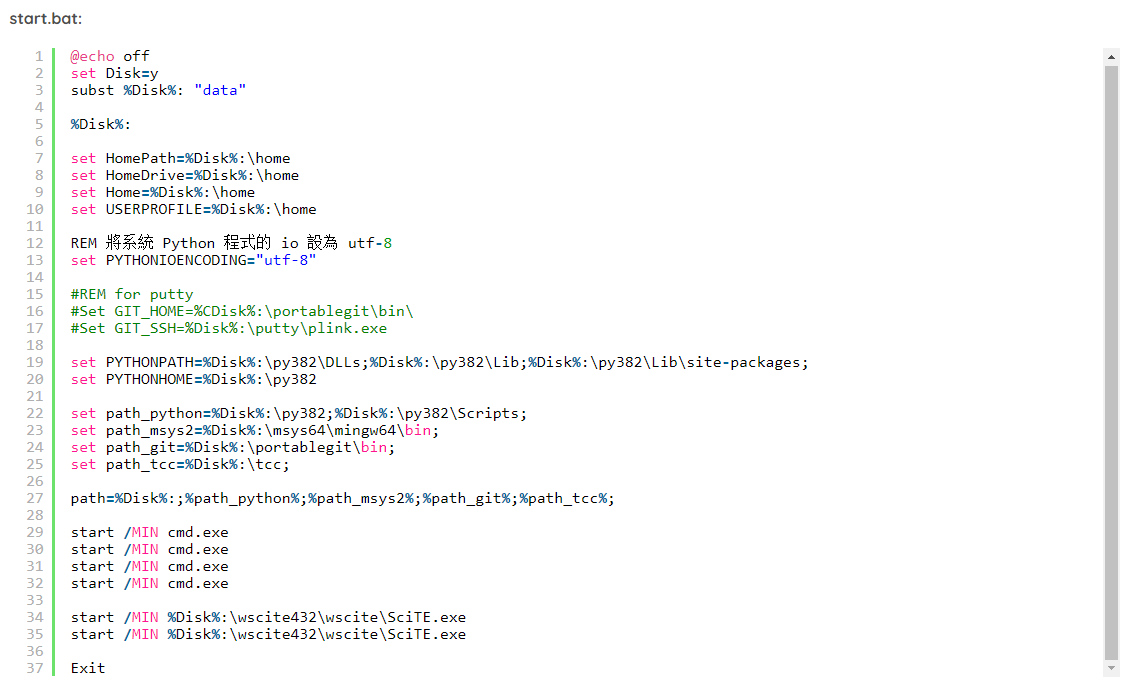 start.bat:
1 @echo off
2 set Disk=y
3 subst %Disk%: "data"
4
5 %Disk%:
6
7 set HomePath=%Disk%:\home
8 set HomeDrive=%Disk%:\home
9 set Home=%Disk%:\home
10 set USERPROFILE=%Disk%:\home
11
12 REM 將系統 Python 程式的 io 設為 utf-8
13 set PYTHONIOENCODING="utf-8"
14
15 #REM for putty
16 #Set GIT_HOME=%CDisk%:\portablegit\bin\
17 #Set GIT_SSH=%Disk%:\putty\plink.exe
18
19 set PYTHONPATH=%Disk%:\py382\DLLs;%Disk%:\py382\Lib;%Disk%:\py382\Lib\site-packages;
20 set PYTHONHOME=%Disk%:\py382
21
22 set path_python=%Disk%:\py382;%Disk%:\py382\Scripts;
23 set path_msys2=%Disk%:\msys64\mingw64\bin;
24 set path_git=%Disk%:\portablegit\bin;
25 set path_tcc=%Disk%:\tcc;
26
27 path=%Disk%:;%path_python%;%path_msys2%;%path_git%;%path_tcc%;
28
29 start /MIN cmd.exe
30 start /MIN cmd.exe
31 start /MIN cmd.exe
32 start /MIN cmd.exe
33
34 start /MIN %Disk%:\wscite432\wscite\SciTE.exe
35 start /MIN %Disk%:\wscite432\wscite\SciTE.exe
36
37 Exit